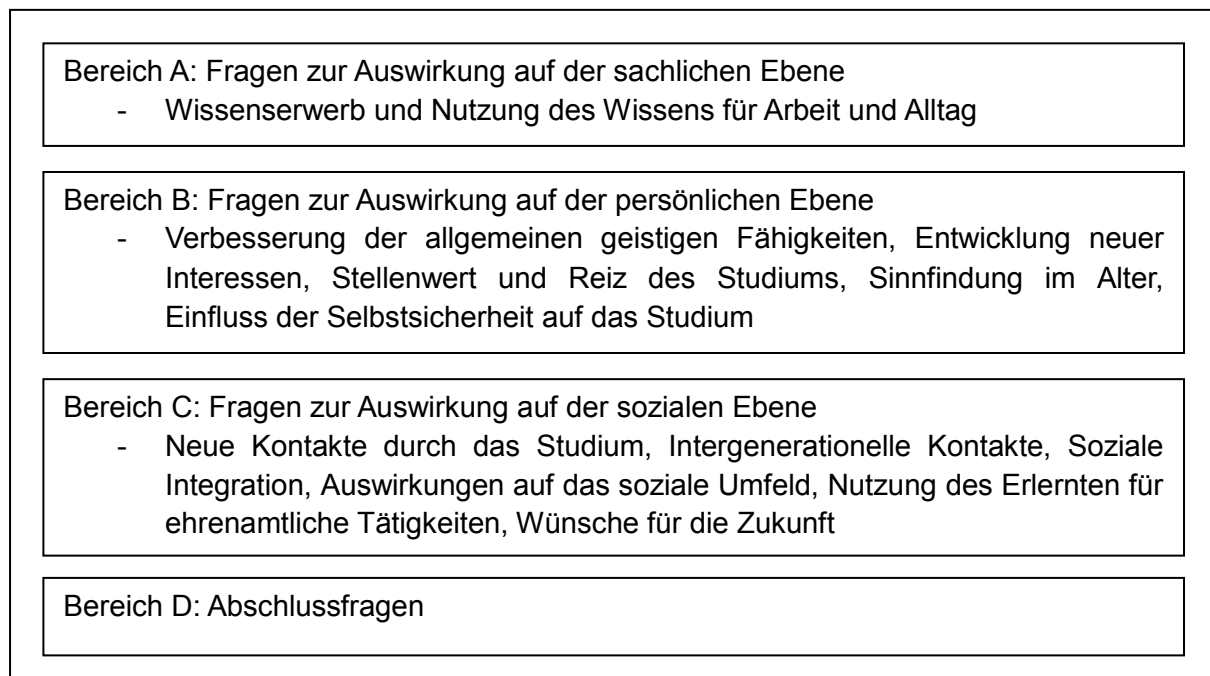 Bereich A: Fragen zur Auswirkung auf der sachlichen Ebene
- Wissenserwerb und Nutzung des Wissens für Arbeit und Alltag
Bereich B: Fragen zur Auswirkung auf der persönlichen Ebene
- Verbesserung der allgemeinen geistigen Fähigkeiten, Entwicklung neuer
Interessen, Stellenwert und Reiz des Studiums, Sinnfindung im Alter,
Einfluss der Selbstsicherheit auf das Studium
Bereich C: Fragen zur Auswirkung auf der sozialen Ebene
- Neue Kontakte durch das Studium, Intergenerationelle Kontakte, Soziale
Integration, Auswirkungen auf das soziale Umfeld, Nutzung des Erlernten für
ehrenamtliche Tätigkeiten, Wünsche für die Zukunft
Bereich D: Abschlussfragen